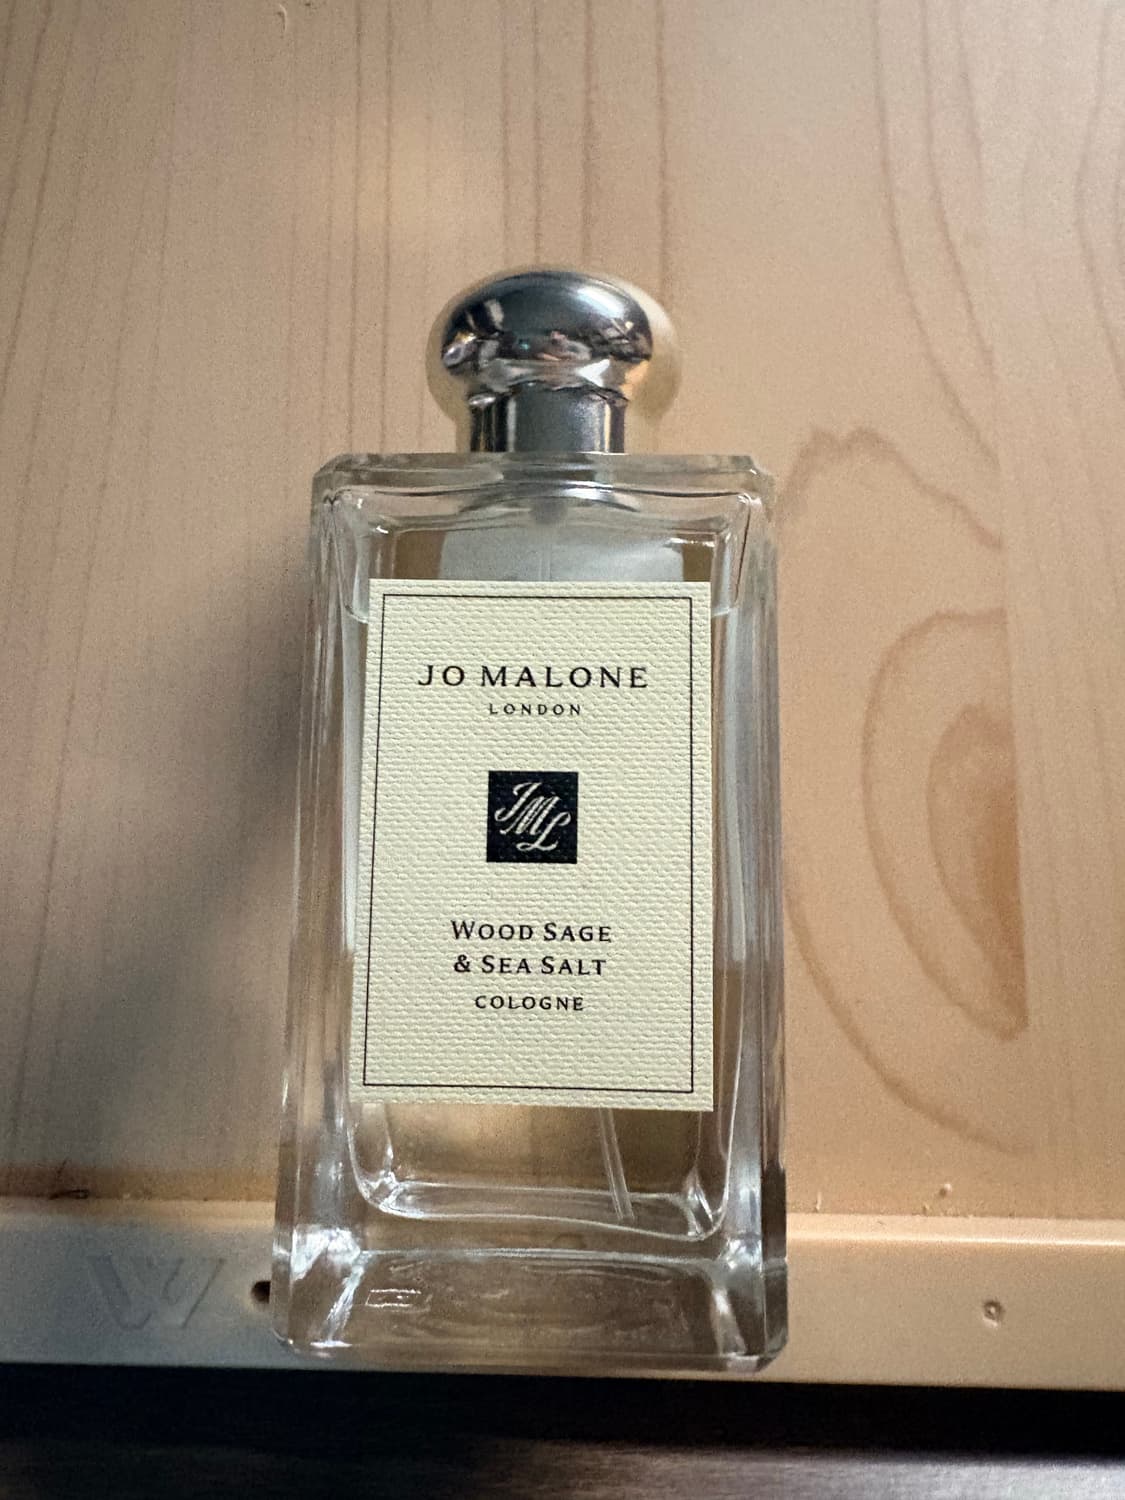 JO MALONE
LONDON
JML
WOOD SAGE
& SEA SALT
COLOGNE
W